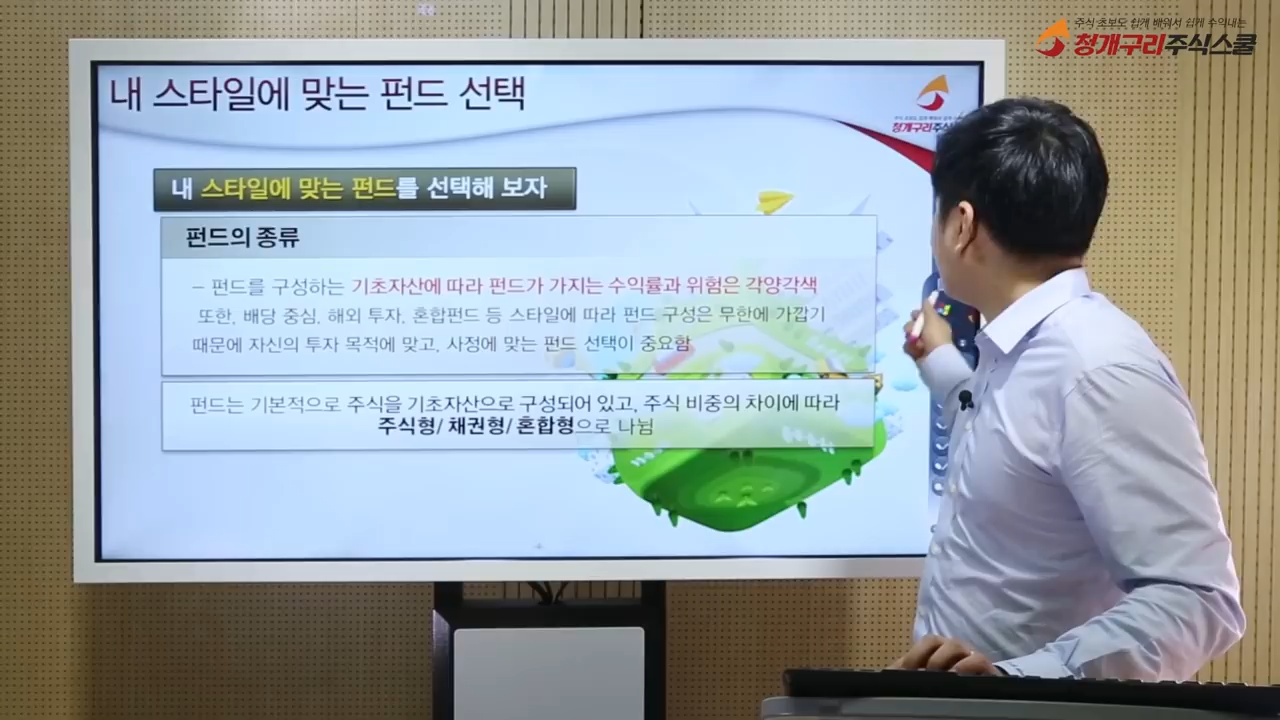 주식 초보도 쉽게 배워서 쉽게 수익내는
청개구리주식스쿨
내 스타일에 맞는 펀드 선택
청개구리주식
내 스타일에 맞는 펀드를 선택해 보자
펀드의 종류
– 펀드를 구성하는 기초자산에 따라 펀드가 가지는 수익률과 위험은 각양각색
또한, 배당 중심, 해외 투자, 혼합펀드 등 스타일에 따라 펀드 구성은 무한에 가깝기
때문에 자신의 투자 목적에 맞고, 사정에 맞는 펀드 선택이 중요함
펀드는 기본적으로 주식을 기초자산으로 구성되어 있고, 주식 비중의 차이에 따라
주식형/ 채권형/ 혼합형으로 나뉨